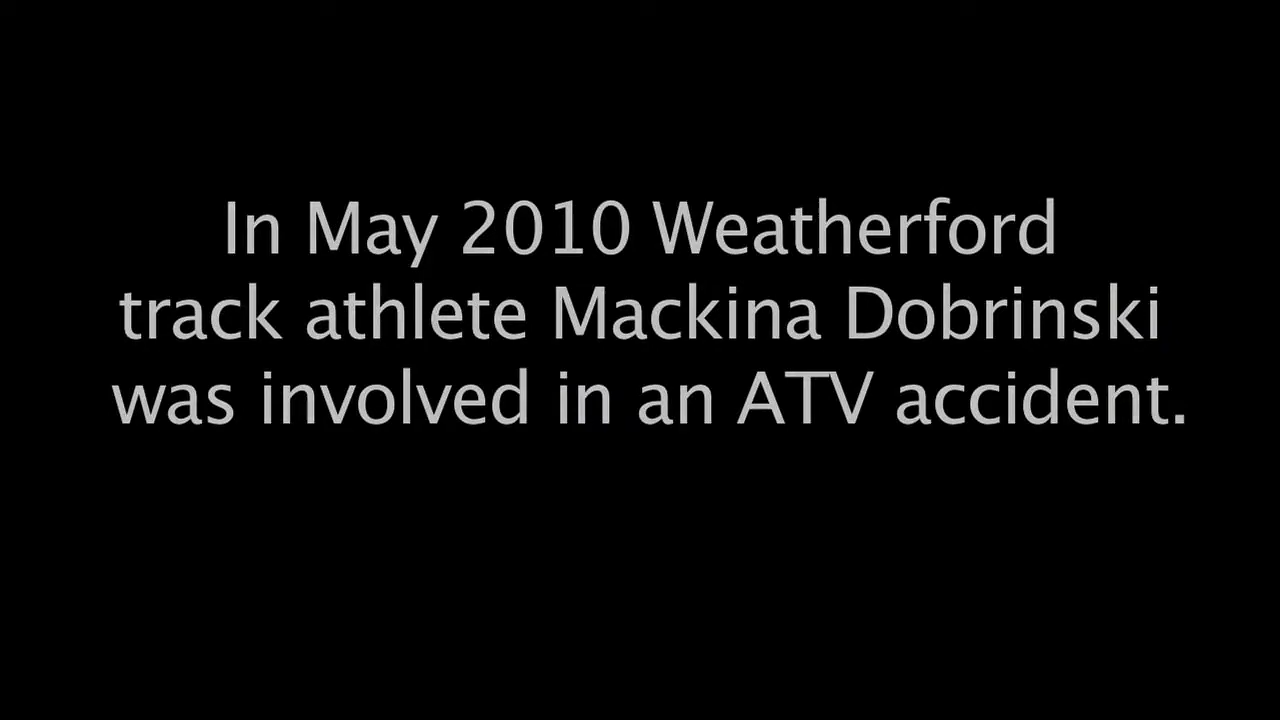 In May 2010 Weatherford
track athlete Mackina Dobrinski
was involved in an ATV accident.